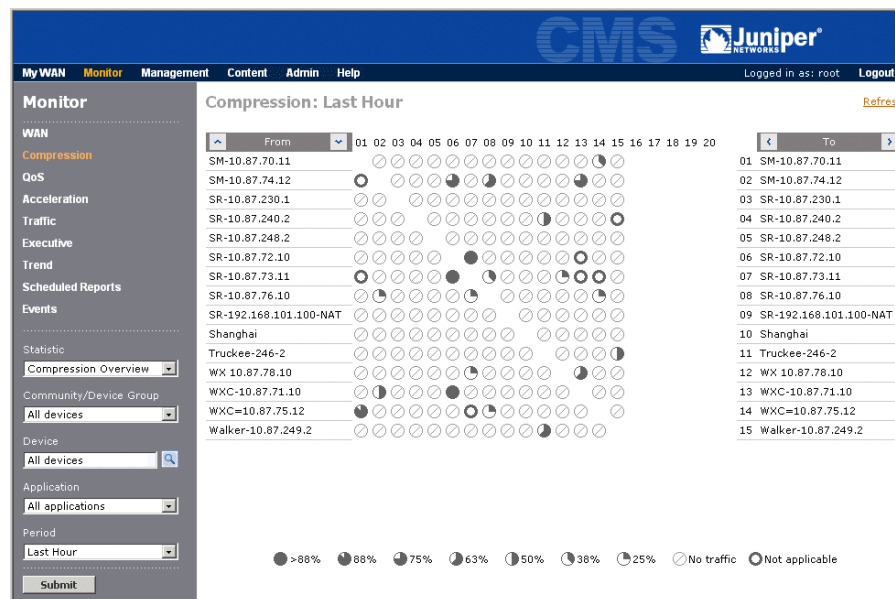 CMS
Juniper
NETWORKS
My WAN Monitor Management Content Admin Help Logged in as: root Logout
Monitor
WAN
Compression
QoS
Acceleration
Traffic
Executive
Trend
Scheduled Reports
Events
Statistic
Compression Overview
Community/Device Group
All devices
Device
All devices
Application
All applications
Period
Last Hour
Submit
Compression: Last Hour Refres
From 01 02 03 04 05 06 07 08 09 10 11 12 13 14 15 16 17 18 19 20 To
SM-10.87.70.11 01 SM-10.87.70.11
SM-10.87.74.12 02 SM-10.87.74.12
SR-10.87.230.1 03 SR-10.87.230.1
SR-10.87.240.2 04 SR-10.87.240.2
SR-10.87.248.2 05 SR-10.87.248.2
SR-10.87.72.10 06 SR-10.87.72.10
SR-10.87.73.11 07 SR-10.87.73.11
SR-10.87.76.10 08 SR-10.87.76.10
SR-192.168.101.100-NAT 09 SR-192.168.101.100-NAT
Shanghai 10 Shanghai
Truckee-246-2 11 Truckee-246-2
WX 10.87.78.10 12 WX 10.87.78.10
WXC-10.87.71.10 13 WXC-10.87.71.10
WXC=10.87.75.12 14 WXC=10.87.75.12
Walker-10.87.249.2 15 Walker-10.87.249.2
>88% 88% 75% 63% 50% 38% 25% No traffic Not applicable